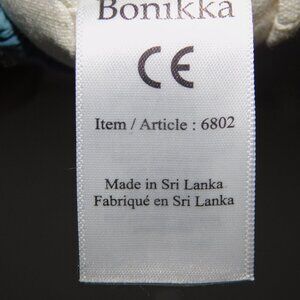 Bonikka
CE
Item / Article : 6802
Made in Sri Lanka
Fabriqué en Sri Lanka